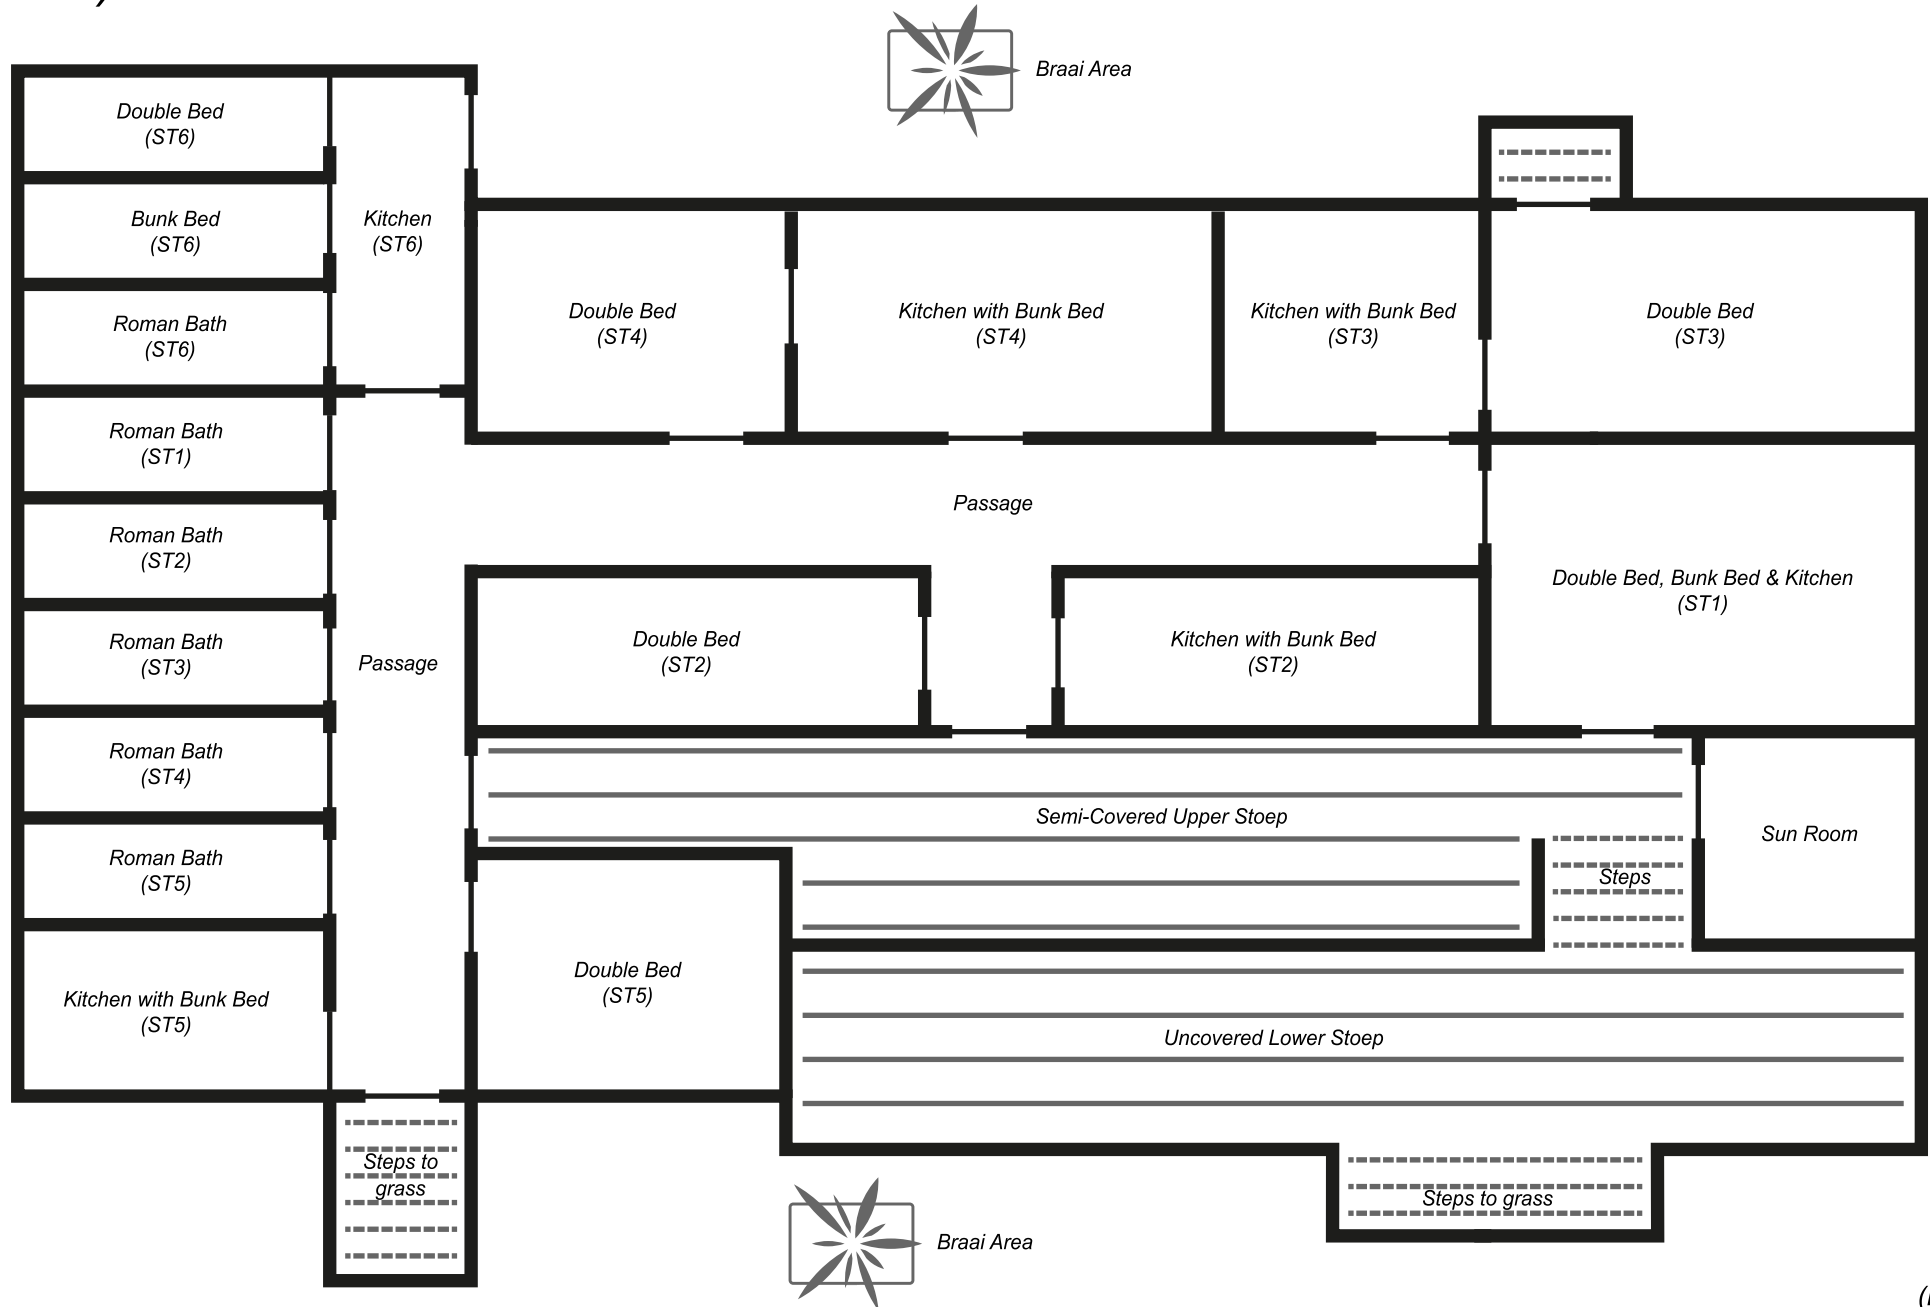 Braai Area
Double Bed
(ST6)
Bunk Bed
(ST6)
Kitchen
(ST6)
Roman Bath
(ST6)
Double Bed
(ST4)
Kitchen with Bunk Bed
(ST4)
Kitchen with Bunk Bed
(ST3)
Double Bed
(ST3)
Roman Bath
(ST1)
Passage
Roman Bath
(ST2)
Double Bed, Bunk Bed & Kitchen
(ST1)
Roman Bath
(ST3)
Passage
Double Bed
(ST2)
Kitchen with Bunk Bed
(ST2)
Roman Bath
(ST4)
Semi-Covered Upper Stoep
Sun Room
Roman Bath
(ST5)
Steps
Kitchen with Bunk Bed
(ST5)
Double Bed
(ST5)
Uncovered Lower Stoep
Steps to
grass
Steps to grass
Braai Area